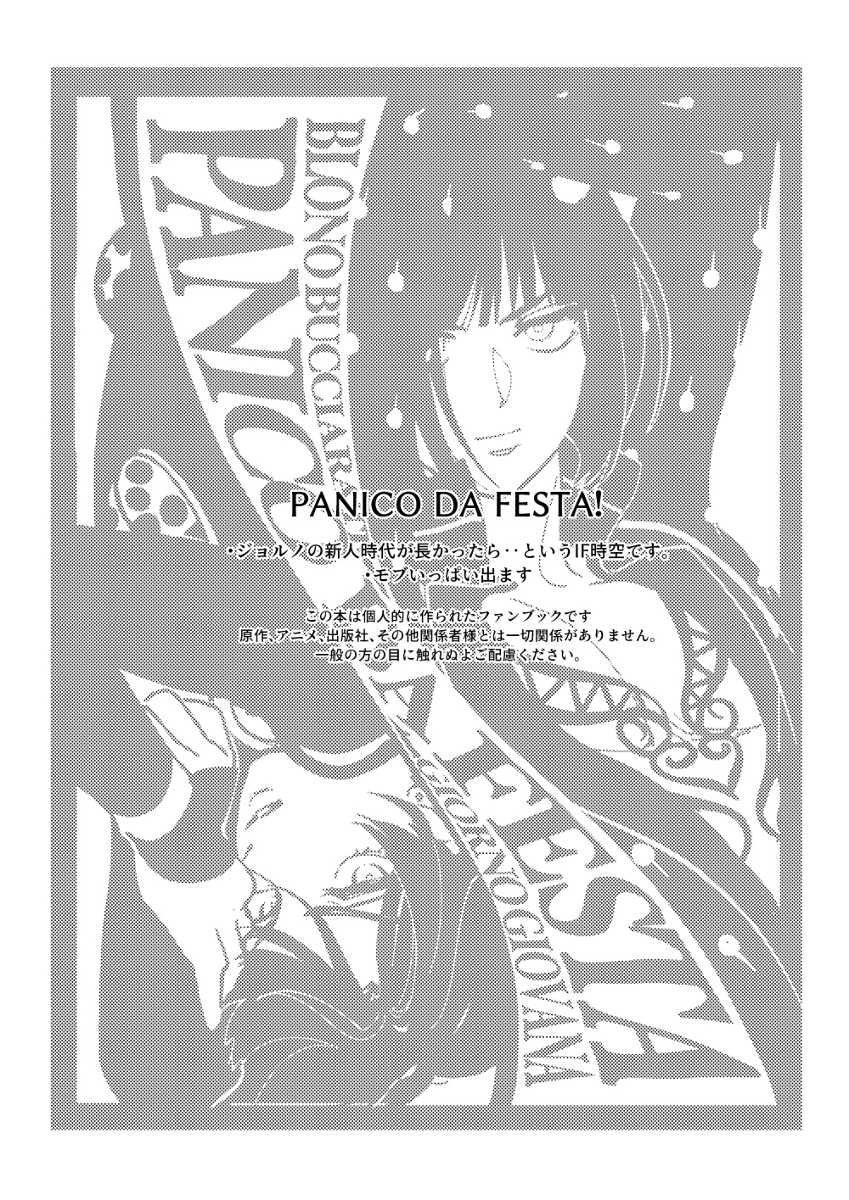 BLONO BUCCIARATI
PANICO DA FESTA
GIORNO GIOVANA
PANICO DA FESTA!
・ジョルノの新人時代が長かったら‥というIF時空です。
・モブいっぱい出ます
この本は個人的に作られたファンブックです
原作、アニメ、出版社、その他関係者様とは一切関係がありません。
一般の方の目に触れぬよご配慮ください。